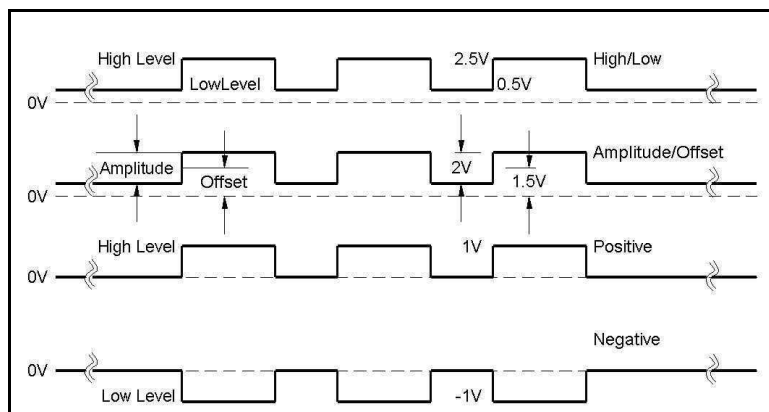 High Level 2.5V High/Low
LowLevel 0.5V
0V
Amplitude/Offset
Amplitude 2V
Offset 1.5V
0V
High Level 1V Positive
0V
Negative
0V
Low Level -1V